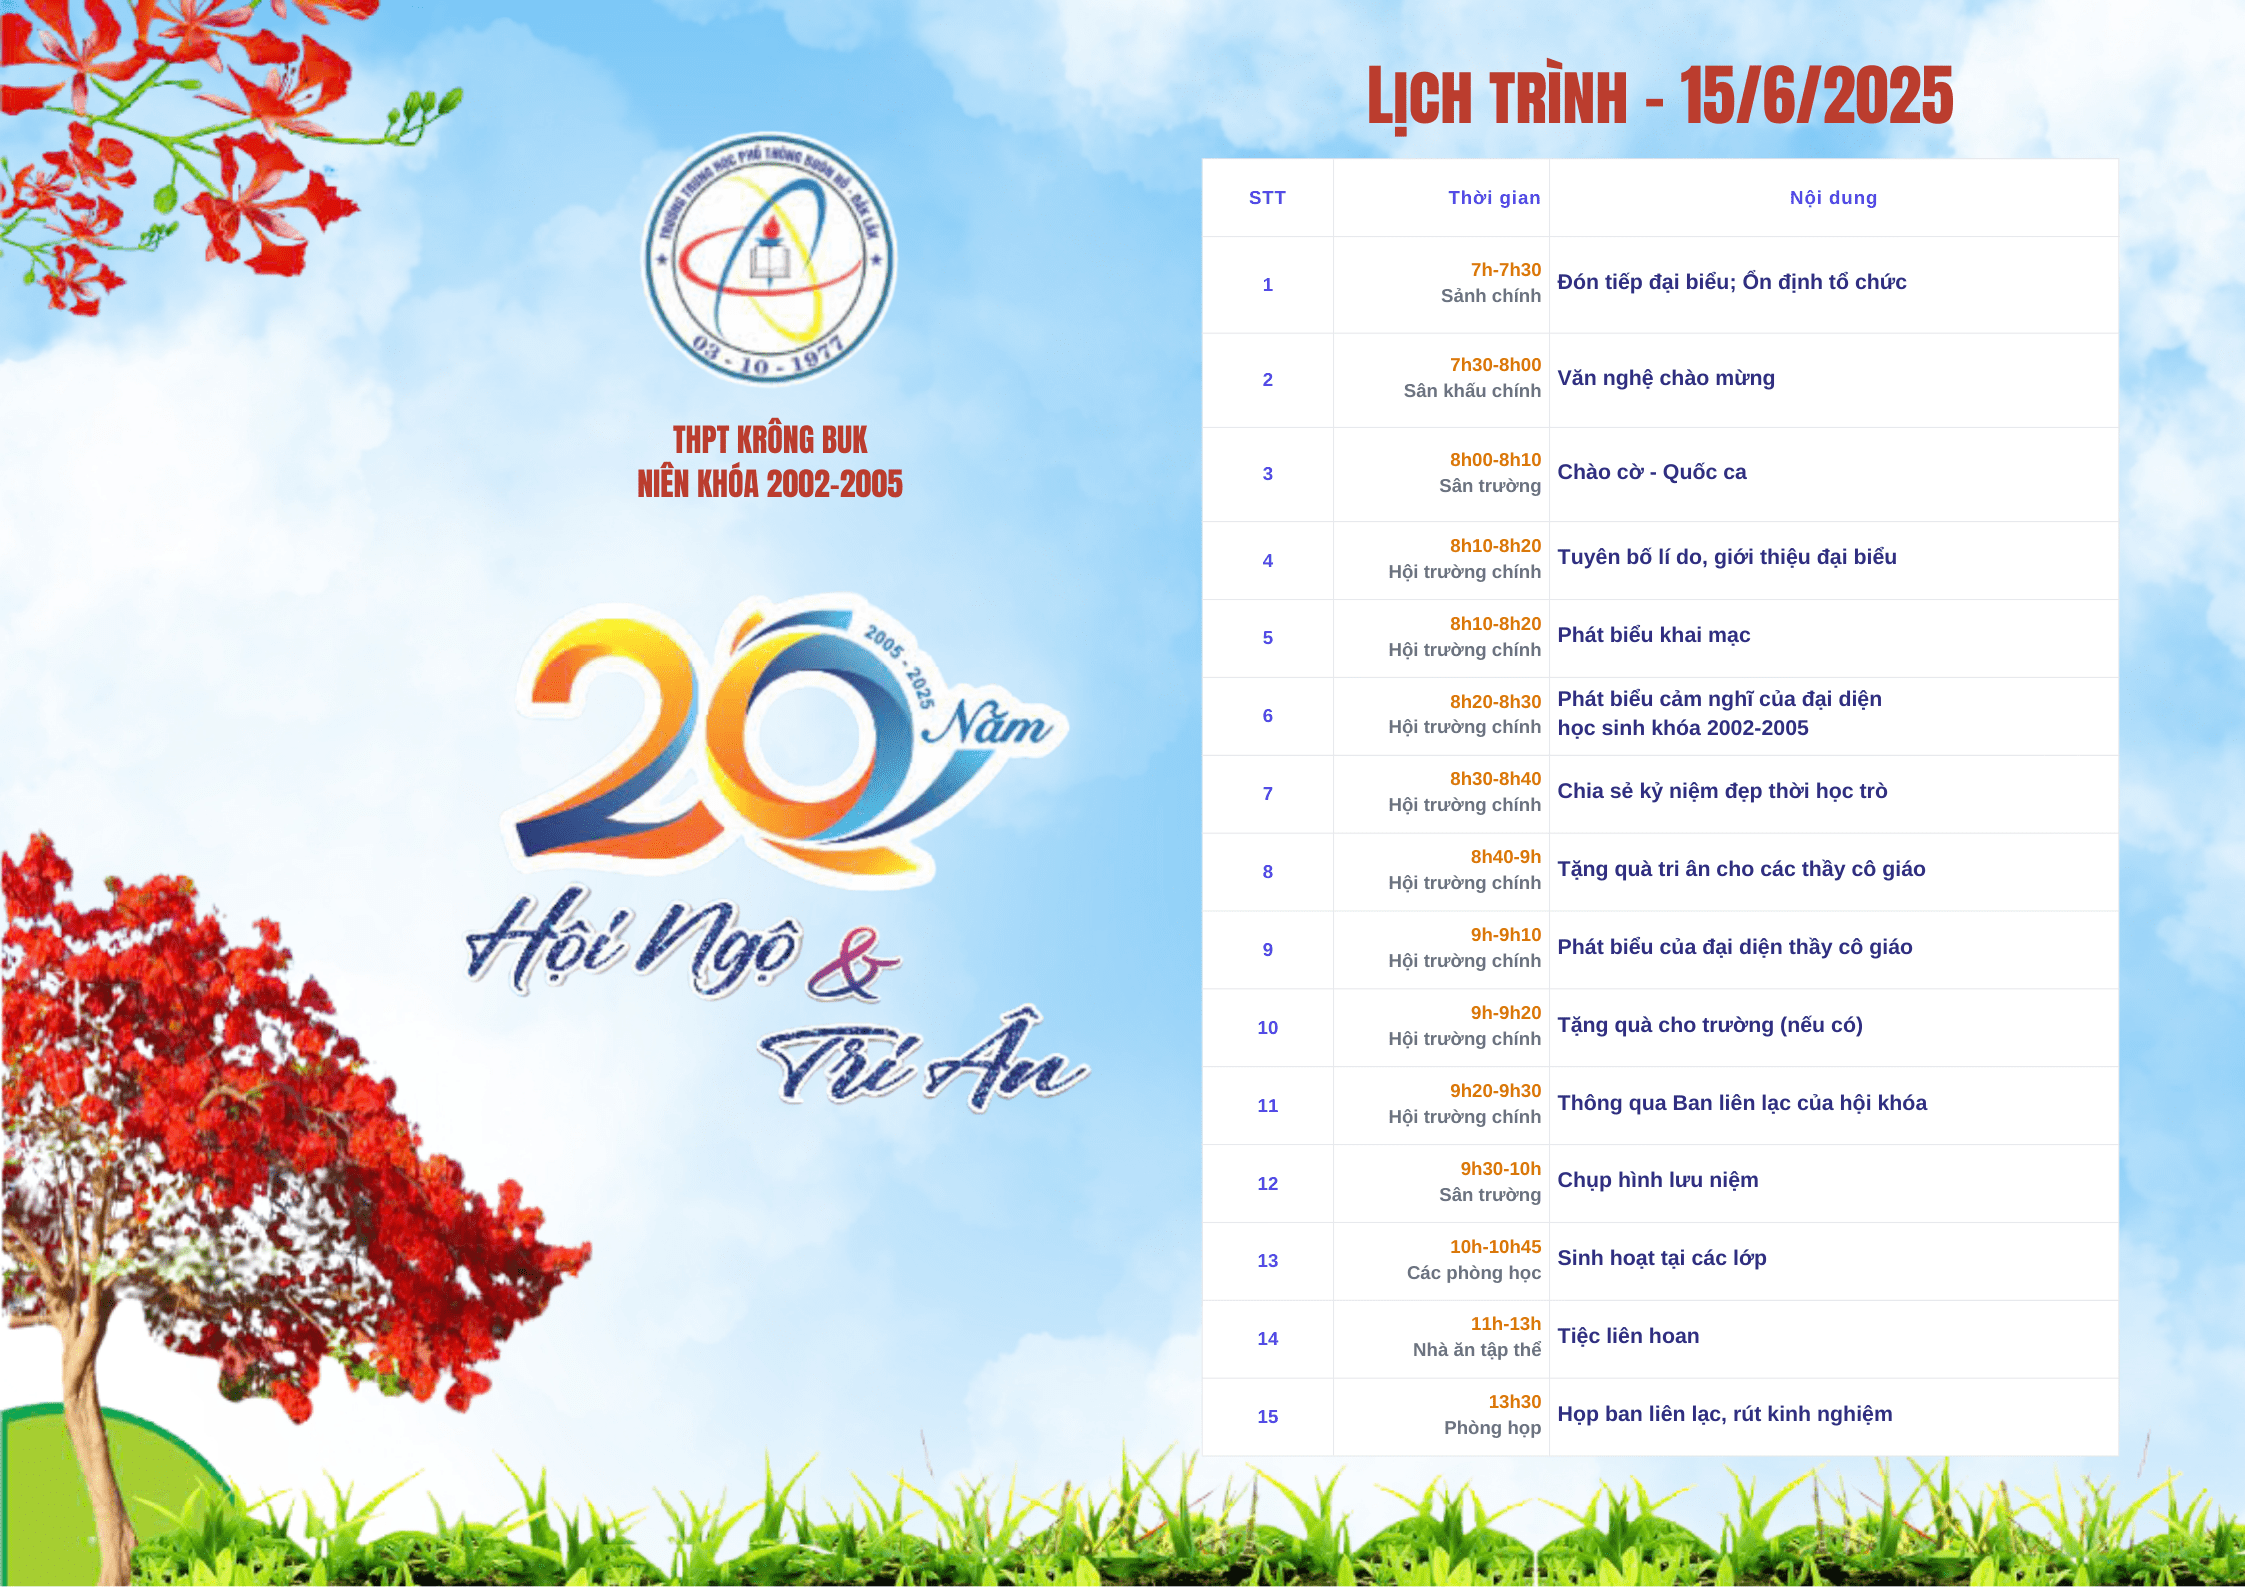 TRƯỜNG TRUNG HỌC PHỔ THÔNG BUÔN HỒ - ĐẮK LẮK
03 - 10 - 1977
THPT KRÔNG BUK
NIÊN KHÓA 2002-2005
20
2005 - 2025
Năm
Hội Ngộ &
Tri Ân
LỊCH TRÌNH - 15/6/2025
STT Thời gian Nội dung
1 7h-7h30 Đón tiếp đại biểu; Ổn định tổ chức
Sảnh chính
2 7h30-8h00 Văn nghệ chào mừng
Sân khấu chính
3 8h00-8h10 Chào cờ - Quốc ca
Sân trường
4 8h10-8h20 Tuyên bố lí do, giới thiệu đại biểu
Hội trường chính
5 8h10-8h20 Phát biểu khai mạc
Hội trường chính
6 8h20-8h30 Phát biểu cảm nghĩ của đại diện
Hội trường chính học sinh khóa 2002-2005
7 8h30-8h40 Chia sẻ kỷ niệm đẹp thời học trò
Hội trường chính
8 8h40-9h Tặng quà tri ân cho các thầy cô giáo
Hội trường chính
9 9h-9h10 Phát biểu của đại diện thầy cô giáo
Hội trường chính
10 9h-9h20 Tặng quà cho trường (nếu có)
Hội trường chính
11 9h20-9h30 Thông qua Ban liên lạc của hội khóa
Hội trường chính
12 9h30-10h Chụp hình lưu niệm
Sân trường
13 10h-10h45 Sinh hoạt tại các lớp
Các phòng học
14 11h-13h Tiệc liên hoan
Nhà ăn tập thể
15 13h30 Họp ban liên lạc, rút kinh nghiệm
Phòng họp